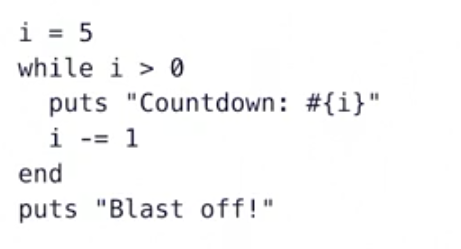 i = 5
while i > 0
  puts "Countdown: #{i}"
  i -= 1
end
puts "Blast off!"